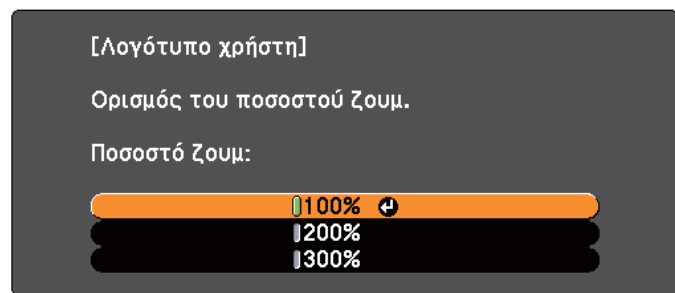 [Λογότυπο χρήστη]
Ορισμός του ποσοστού ζουμ.
Ποσοστό ζουμ:
100%
200%
300%